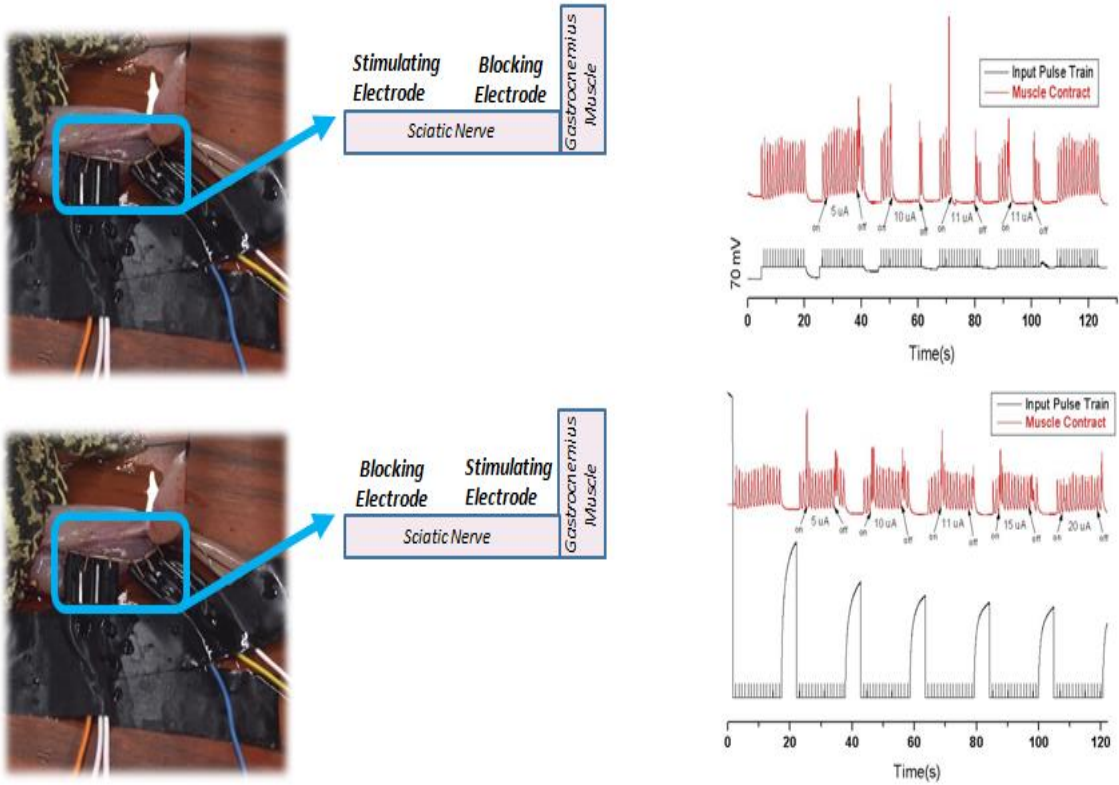 Stimulating
Electrode
Blocking
Electrode
Sciatic Nerve
Gastrocnemius
Muscle
Input Pulse Train
Muscle Contract
on
5 uA
off
on
10 uA
off
on
11 uA
off
on
11 uA
off
70 mV
0 20 40 60 80 100 120
Time(s)
Blocking
Electrode
Stimulating
Electrode
Sciatic Nerve
Gastrocnemius
Muscle
Input Pulse Train
Muscle Contract
on
5 uA
off
on
10 uA
off
on
11 uA
off
on
15 uA
off
on
20 uA
off
0 20 40 60 80 100 120
Time(s)